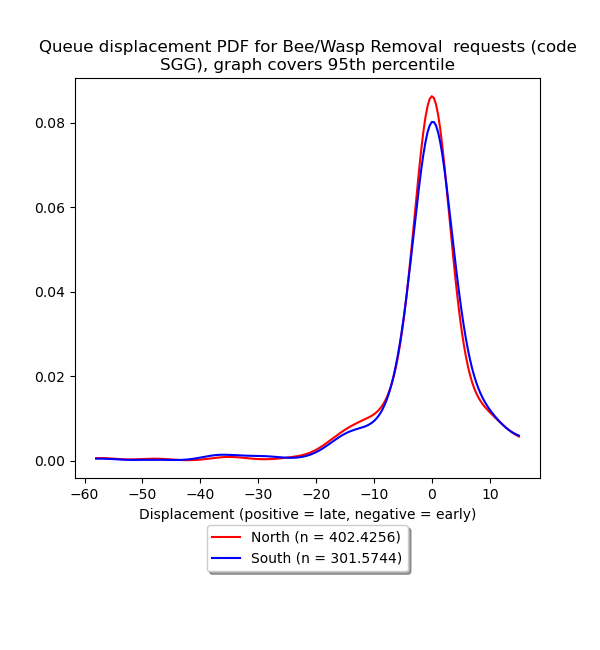 Queue displacement PDF for Bee/Wasp Removal  requests (code
SGG), graph covers 95th percentile
0.08
0.06
0.04
0.02
0.00
−60 −50 −40 −30 −20 −10 0 10
Displacement (positive = late, negative = early)
North (n = 402.4256)
South (n = 301.5744)